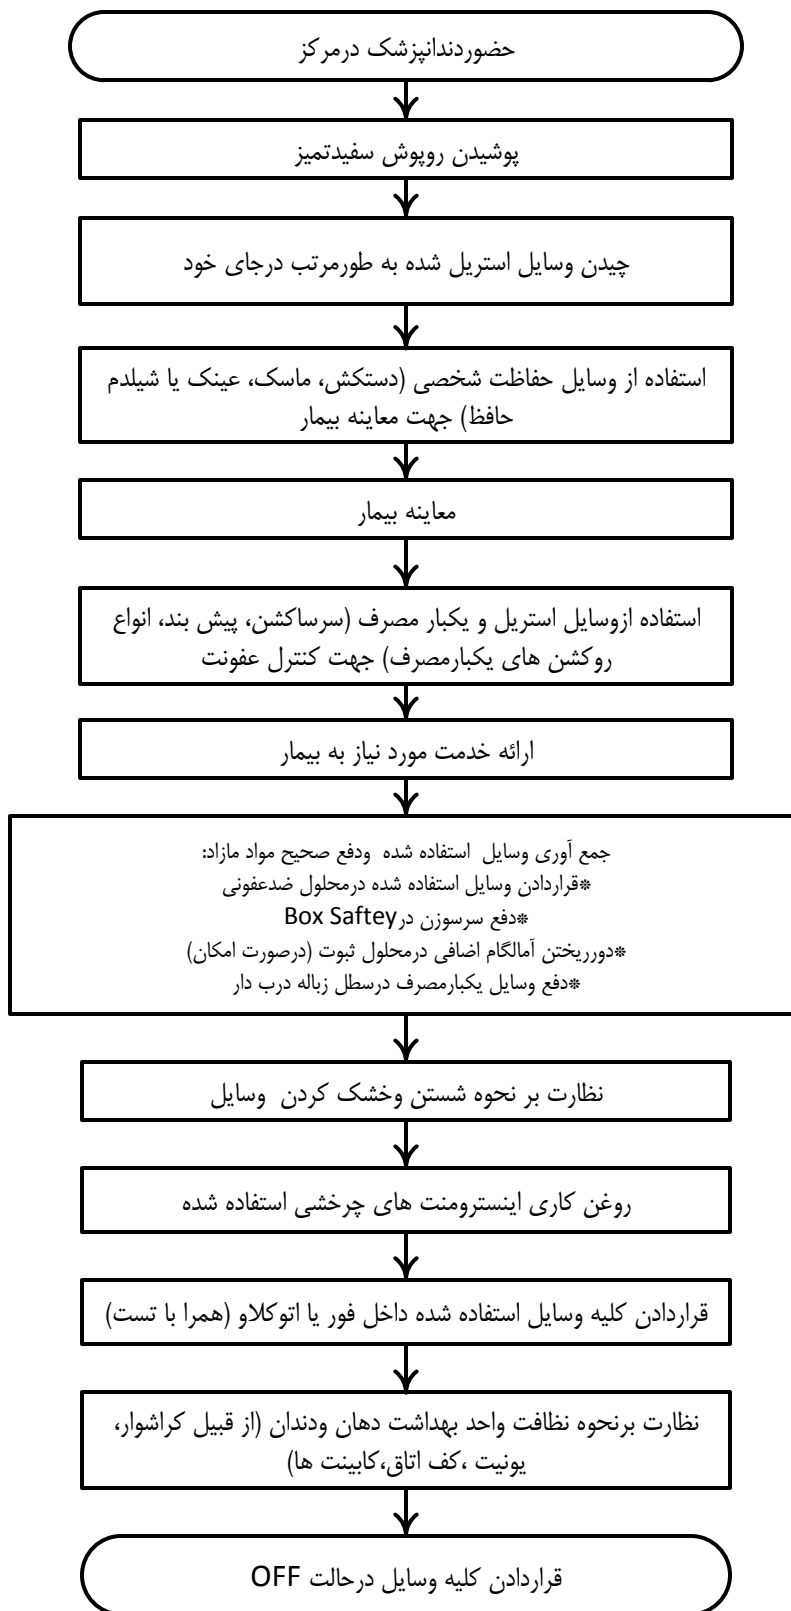 حضوردندانپزشک درمرکز
پوشیدن روپوش سفیدتمیز
چیدن وسایل استریل شده به طورمرتب درجای خود
استفاده از وسایل حفاظت شخصی (دستکش، ماسک، عینک یا شیلدم
حافظ) جهت معاینه بیمار
معاینه بیمار
استفاده ازوسایل استریل و یکبار مصرف (سرساکشن، پیش بند، انواع
روکشن های یکبارمصرف) جهت کنترل عفونت
ارائه خدمت مورد نیاز به بیمار
جمع آوری وسایل استفاده شده ودفع صحیح مواد مازاد:
*قراردادن وسایل استفاده شده درمحلول ضدعفونی
*دفع سرسوزن درBox Saftey
*دورریختن آمالگام اضافی درمحلول ثبوت (درصورت امکان)
*دفع وسایل یکبارمصرف درسطل زباله درب دار
نظارت بر نحوه شستن وخشک کردن وسایل
روغن کاری اینسترومنت های چرخشی استفاده شده
قراردادن کلیه وسایل استفاده شده داخل فور یا اتوکلاو (همرا با تست)
نظارت برنحوه نظافت واحد بهداشت دهان ودندان (از قبیل کراشوار،
یونیت ،کف اتاق،کابینت ها)
قراردادن کلیه وسایل درحالت OFF